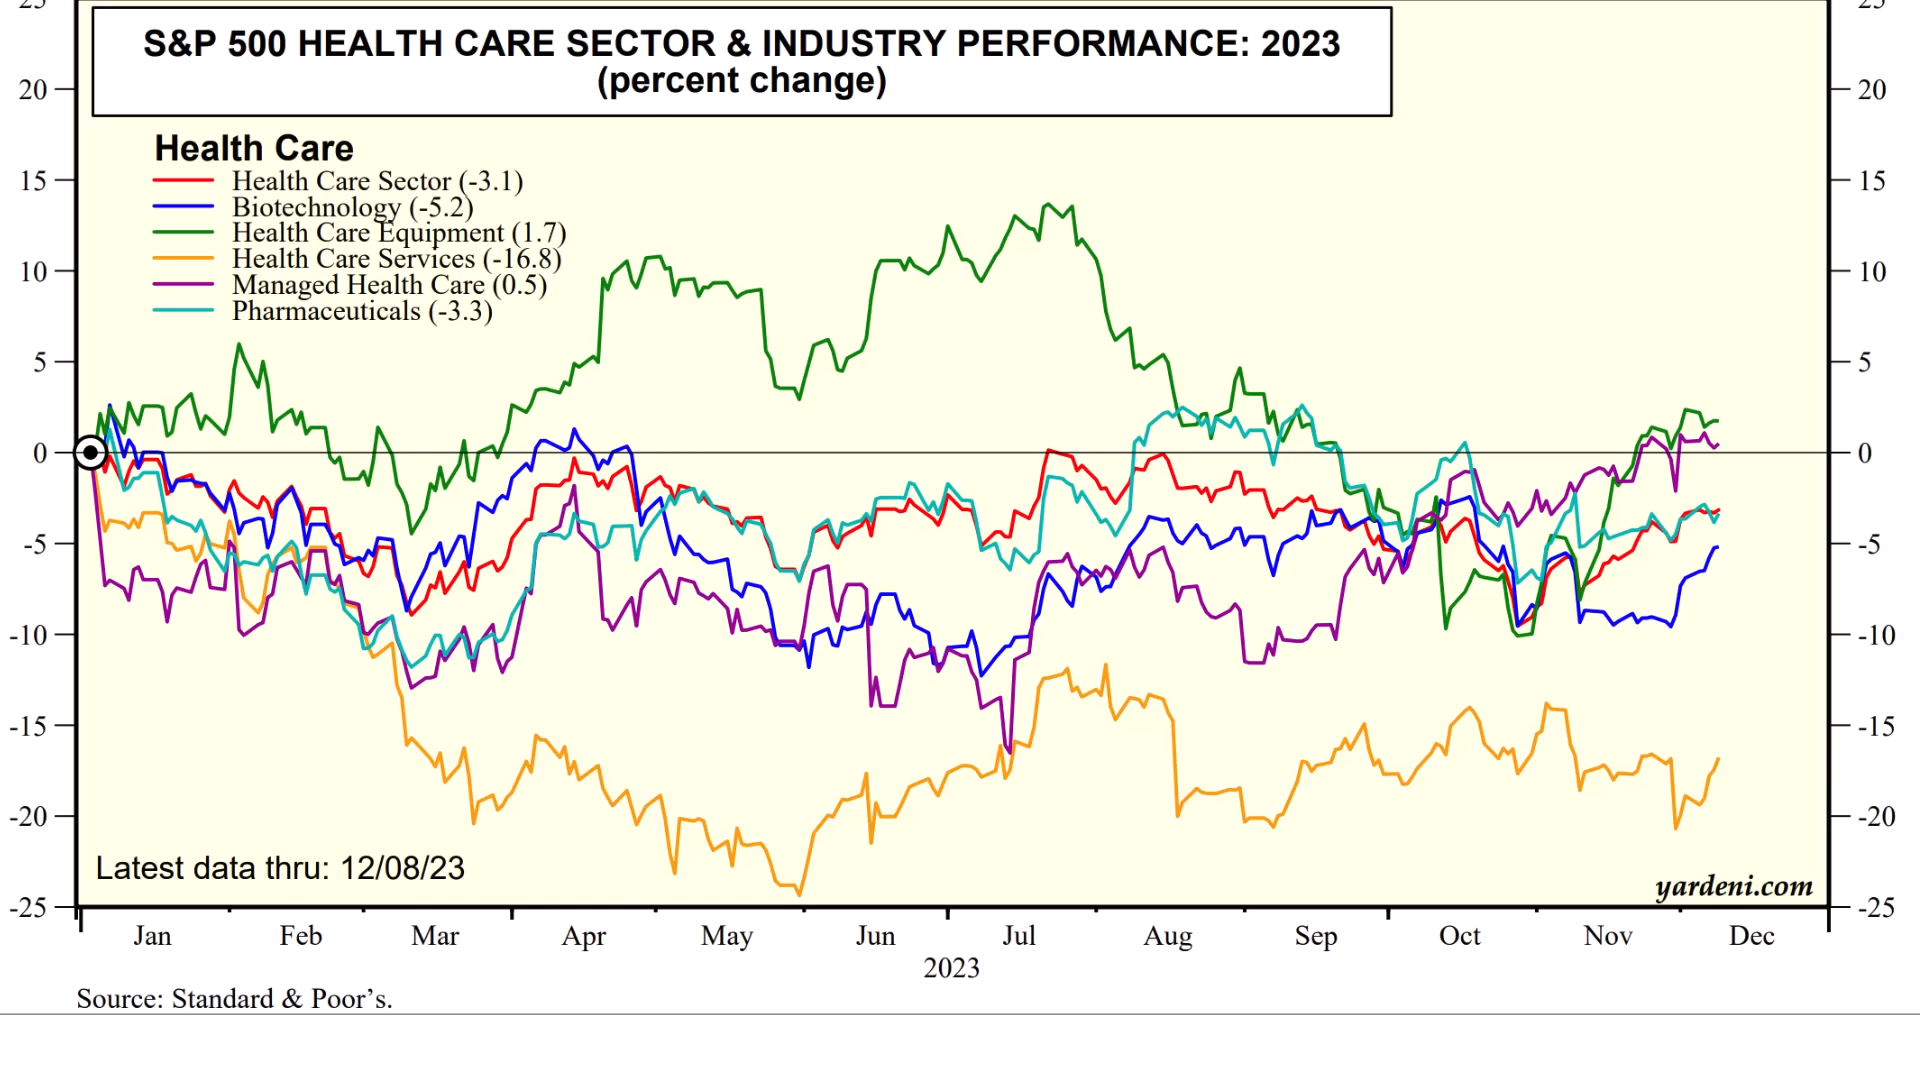 25 25
S&P 500 HEALTH CARE SECTOR & INDUSTRY PERFORMANCE: 2023
(percent change)
20 20
Health Care
15 15
Health Care Sector (-3.1)
Biotechnology (-5.2)
Health Care Equipment (1.7)
Health Care Services (-16.8)
10 10
Managed Health Care (0.5)
Pharmaceuticals (-3.3)
5 5
0 0
-5 -5
-10 -10
-15 -15
-20 -20
Latest data thru: 12/08/23
yardeni.com
-25 -25
Jan Feb Mar Apr May Jun Jul Aug Sep Oct Nov Dec
2023
Source: Standard & Poor's.